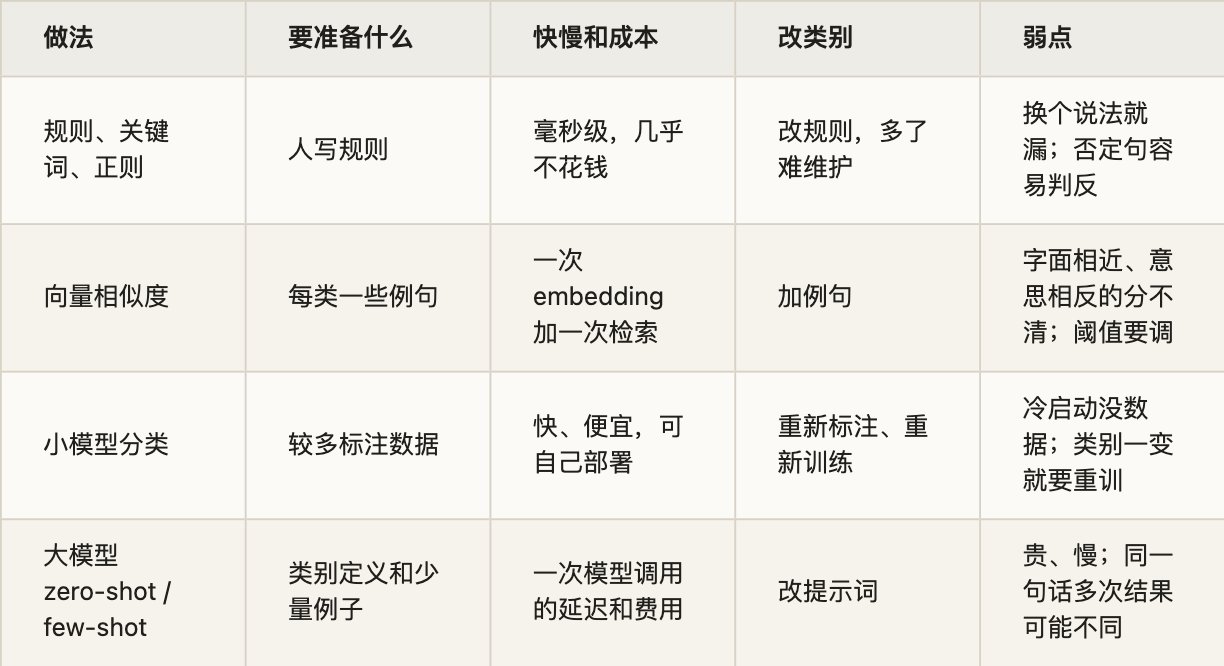 做法
要准备什么
快慢和成本
改类别
弱点
规则、关键
词、正则
人写规则
毫秒级，几乎
不花钱
改规则，多了
难维护
换个说法就
漏；否定句容
易判反
向量相似度
每类一些例句
一次
embedding
加一次检索
加例句
字面相近、意
思相反的分不
清；阈值要调
小模型分类
较多标注数据
快、便宜，可
自己部署
重新标注、重
新训练
冷启动没数
据；类别一变
就要重训
大模型
zero-shot /
few-shot
类别定义和少
量例子
一次模型调用
的延迟和费用
改提示词
贵、慢；同一
句话多次结果
可能不同